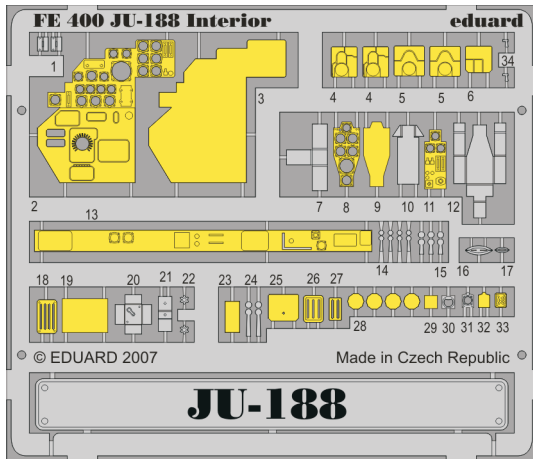 FE 400 JU-188 Interior eduard
1
3
4 4 5 5 6 34
2
7 8 9 10 11 12
13
14 15 16 17
18 19 20 21 22 23 24 25 26 27
28 29 30 31 32 33
© EDUARD 2007 Made in Czech Republic
JU-188